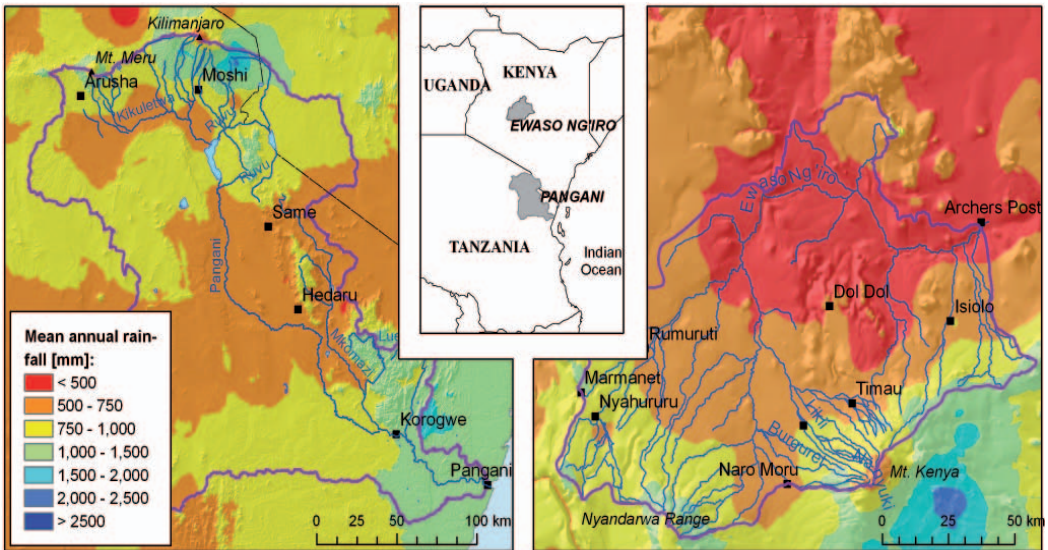 Kilimanjaro
Mt. Meru
Arusha
Moshi
Kikuletwa
Ruvu
Ruvu
Same
Pangani
Hedaru
Mkomazi
Lue
Korogwe
Pangani
Mean annual rain-
fall [mm]:
< 500
500 - 750
750 - 1,000
1,000 - 1,500
1,500 - 2,000
2,000 - 2,500
> 2500
0 25 50 100 km
UGANDA
KENYA
EWASO NG'IRO
PANGANI
TANZANIA
Indian
Ocean
Ewaso Ng'iro
Archers Post
Dol Dol
Isiolo
Rumuruti
Marmanet
Nyahururu
Timau
Burguret
Naro Moru
Mt. Kenya
Nyandarwa Range
0 12.5 25 50 km